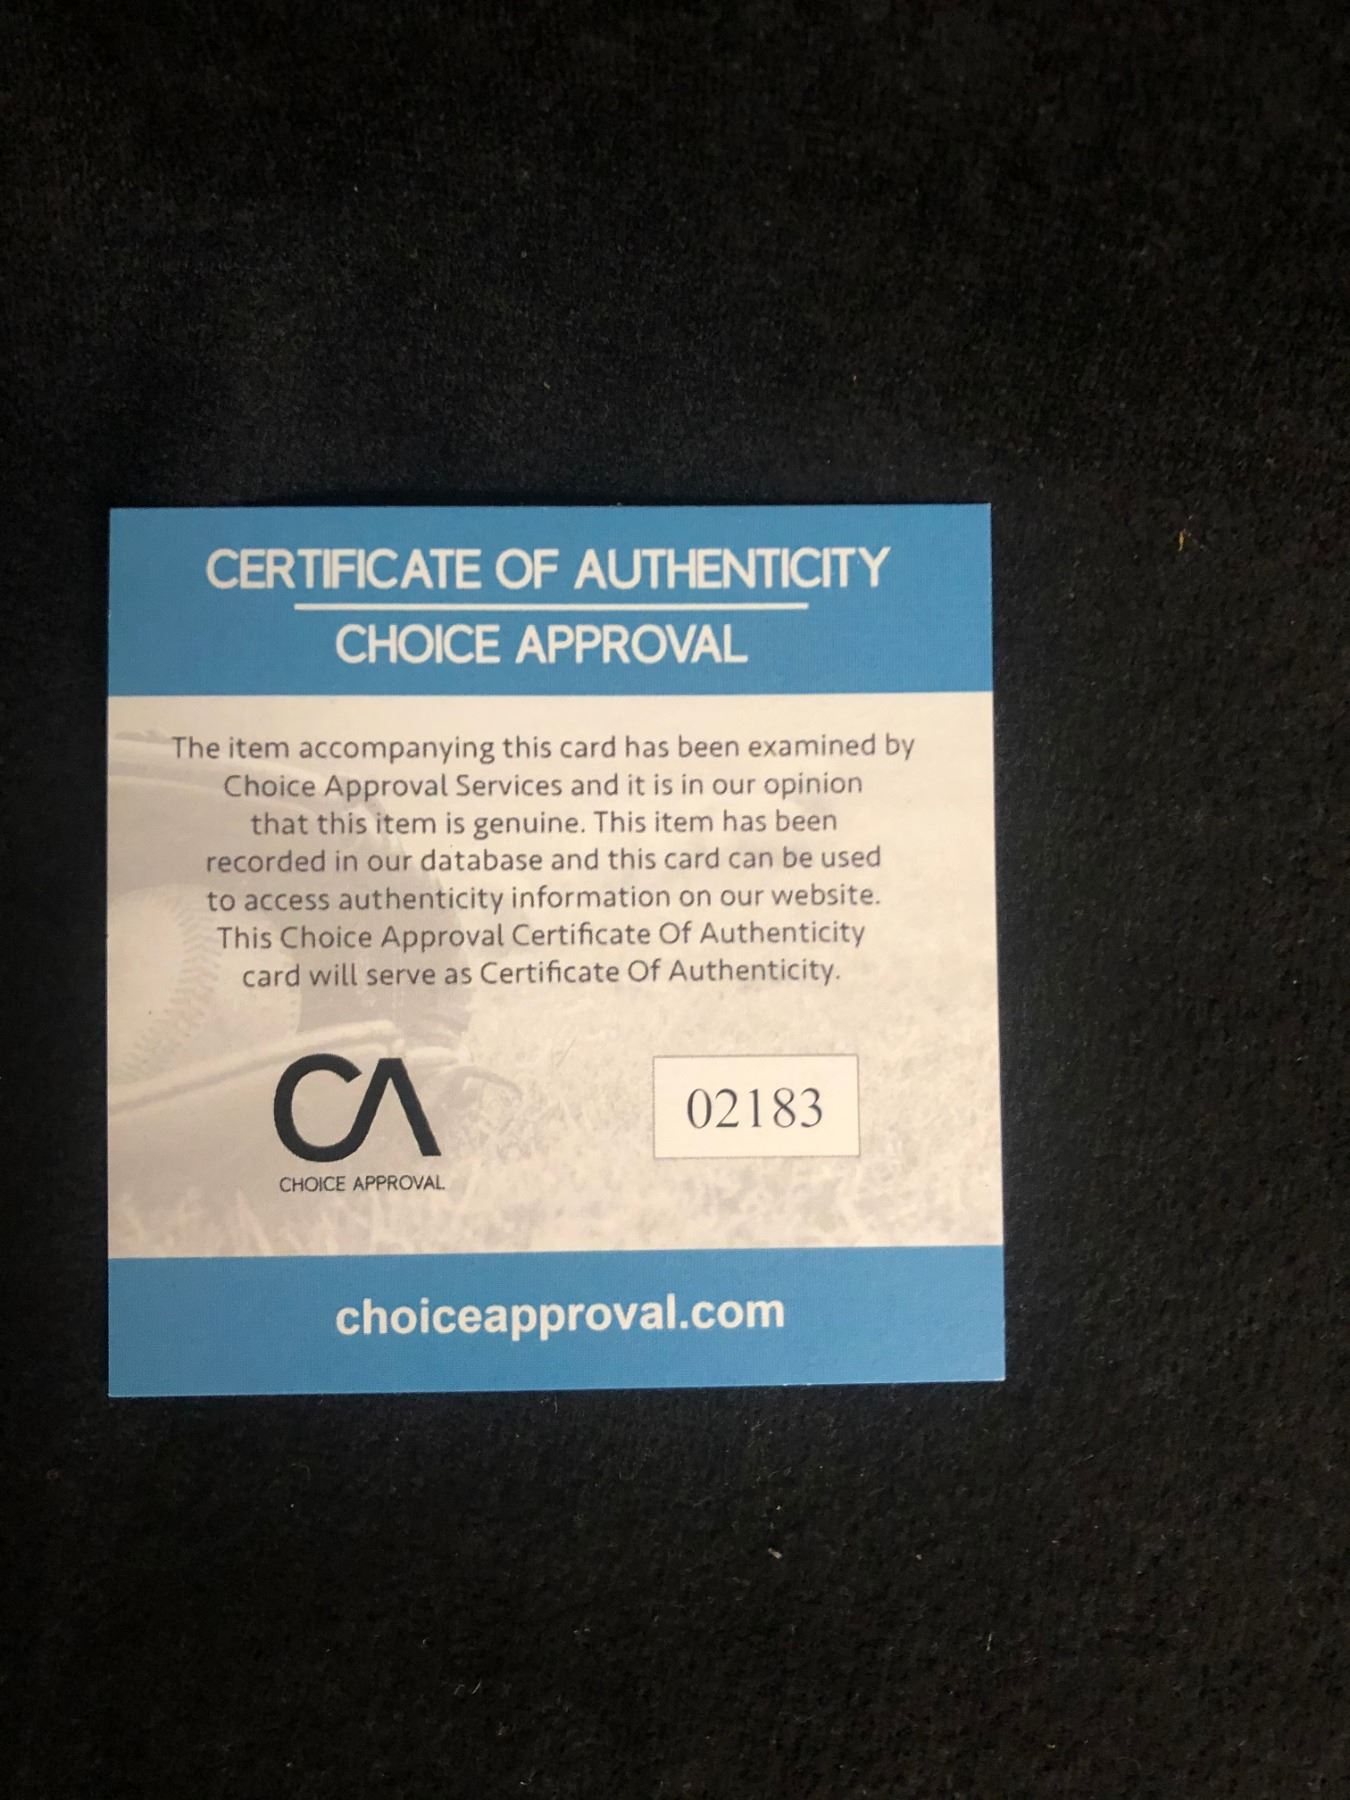 CERTIFICATE OF AUTHENTICITY
CHOICE APPROVAL
The item accompanying this card has been examined by
Choice Approval Services and it is in our opinion
that this item is genuine. This item has been
recorded in our database and this card can be used
to access authenticity information on our website.
This Choice Approval Certificate Of Authenticity
card will serve as Certificate Of Authenticity.
CA
CHOICE APPROVAL
02183
choiceapproval.com